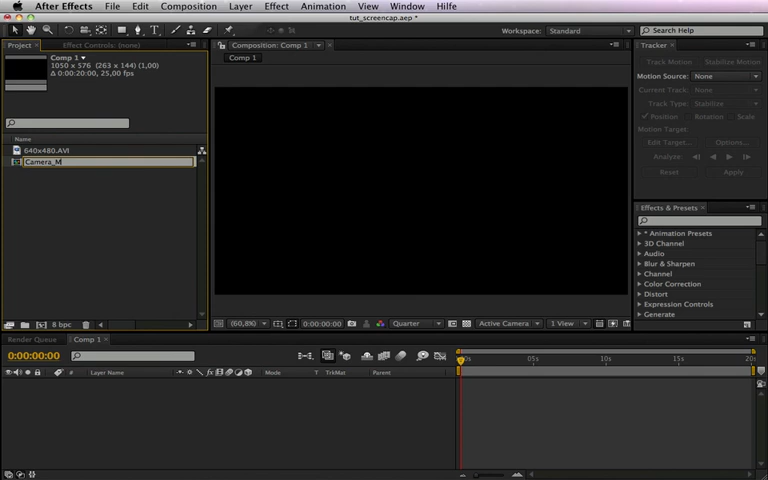 After Effects File Edit Composition Layer Effect Animation View Window Hilfe
tut_screencap.aep *
Workspace: Standard Search Help
Project × Effect Controls: (none)
Composition: Comp 1
Tracker
Comp 1
Comp 1
1050 x 576 (263 x 144) (1,00)
Δ 0:00:20:00, 25,00 fps
Track Motion Stabilize Motion
Motion Source: None
Current Track: None
Track Type: Stabilize
Position Rotation Scale
Motion Target:
Edit Target... Options...
Analyze:
Reset Apply
Name
640x480.AVI
Camera_M
Effects & Presets ×
* Animation Presets
3D Channel
Audio
Blur & Sharpen
Channel
Color Correction
Distort
Expression Controls
Generate
8 bpc
(60,8%) 0:00:00:00 Quarter Active Camera 1 View
Render Queue Comp 1 ×
0:00:00:00
05s 10s 15s
# Layer Name Mode T TrkMat Parent